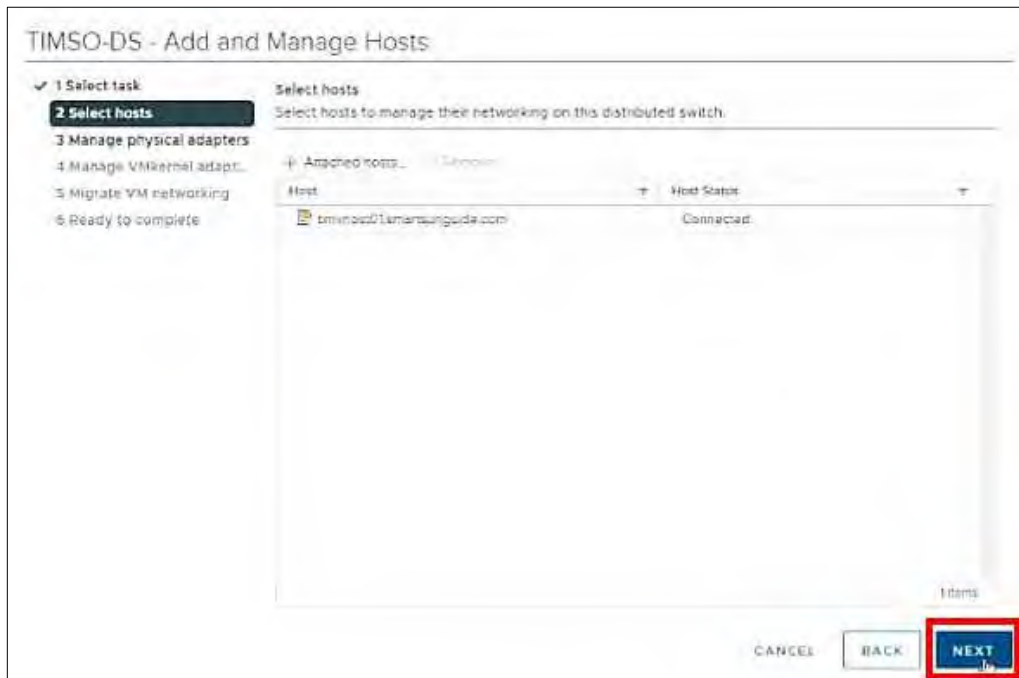 TIMSO-DS - Add and Manage Hosts
1 Select task
2 Select hosts
3 Manage physical adapters
4 Manage VMkernel adapt...
5 Migrate VM networking
6 Ready to complete
Select hosts
Select hosts to manage their networking on this distributed switch.
+ Attached hosts... Remove
Host Host Status
Connected
1 items
CANCEL BACK NEXT